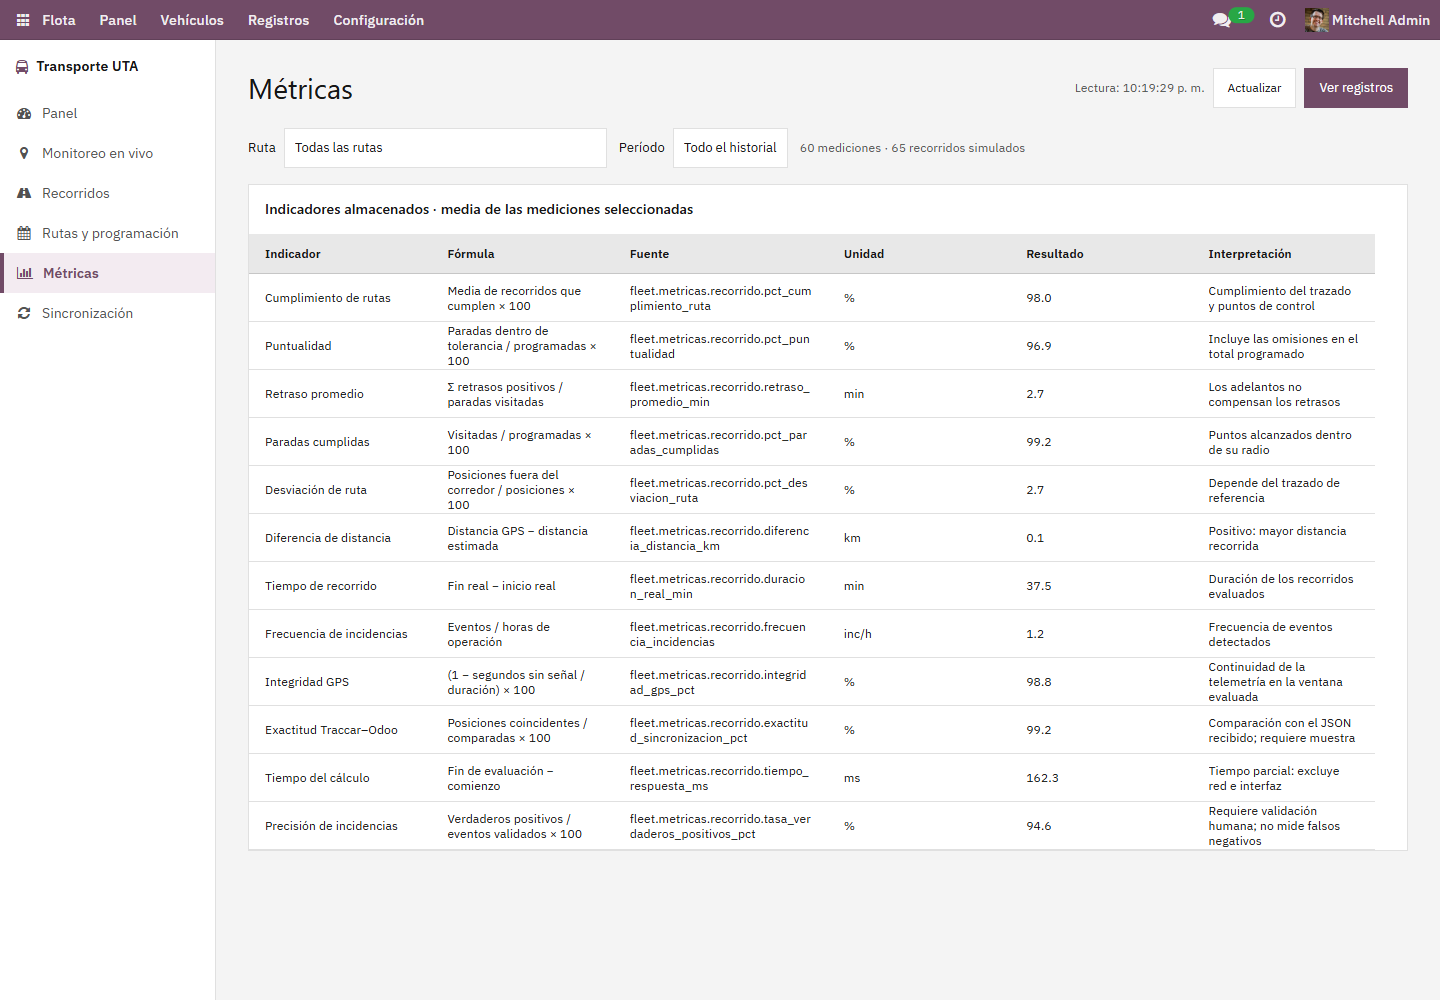 Flota Panel Vehículos Registros Configuración 1 Mitchell Admin
Transporte UTA
Panel
Monitoreo en vivo
Recorridos
Rutas y programación
Métricas
Sincronización
Métricas
Lectura: 10:19:29 p. m. Actualizar Ver registros
Ruta Todas las rutas Período Todo el historial 60 mediciones · 65 recorridos simulados
Indicadores almacenados · media de las mediciones seleccionadas
Indicador Fórmula Fuente Unidad Resultado Interpretación
Cumplimiento de rutas
Media de recorridos que
cumplen × 100
fleet.metricas.recorrido.pct_cum
plimiento_ruta
%
98.0
Cumplimiento del trazado
y puntos de control
Puntualidad
Paradas dentro de
tolerancia / programadas ×
100
fleet.metricas.recorrido.pct_pun
tualidad
%
96.9
Incluye las omisiones en el
total programado
Retraso promedio
Σ retrasos positivos /
paradas visitadas
fleet.metricas.recorrido.retraso_
promedio_min
min
2.7
Los adelantos no
compensan los retrasos
Paradas cumplidas
Visitadas / programadas ×
100
fleet.metricas.recorrido.pct_par
adas_cumplidas
%
99.2
Puntos alcanzados dentro
de su radio
Desviación de ruta
Posiciones fuera del
corredor / posiciones ×
100
fleet.metricas.recorrido.pct_des
viacion_ruta
%
2.7
Depende del trazado de
referencia
Diferencia de distancia
Distancia GPS − distancia
estimada
fleet.metricas.recorrido.diferenc
ia_distancia_km
km
0.1
Positivo: mayor distancia
recorrida
Tiempo de recorrido
Fin real − inicio real
fleet.metricas.recorrido.duracio
n_real_min
min
37.5
Duración de los recorridos
evaluados
Frecuencia de incidencias
Eventos / horas de
operación
fleet.metricas.recorrido.frecuen
cia_incidencias
inc/h
1.2
Frecuencia de eventos
detectados
Integridad GPS
(1 − segundos sin señal /
duración) × 100
fleet.metricas.recorrido.integrid
ad_gps_pct
%
98.8
Continuidad de la
telemetría en la ventana
evaluada
Exactitud Traccar–Odoo
Posiciones coincidentes /
comparadas × 100
fleet.metricas.recorrido.exactitu
d_sincronizacion_pct
%
99.2
Comparación con el JSON
recibido; requiere muestra
Tiempo del cálculo
Fin de evaluación −
comienzo
fleet.metricas.recorrido.tiempo_
respuesta_ms
ms
162.3
Tiempo parcial: excluye
red e interfaz
Precisión de incidencias
Verdaderos positivos /
eventos validados × 100
fleet.metricas.recorrido.tasa_ver
daderos_positivos_pct
%
94.6
Requiere validación
humana; no mide falsos
negativos